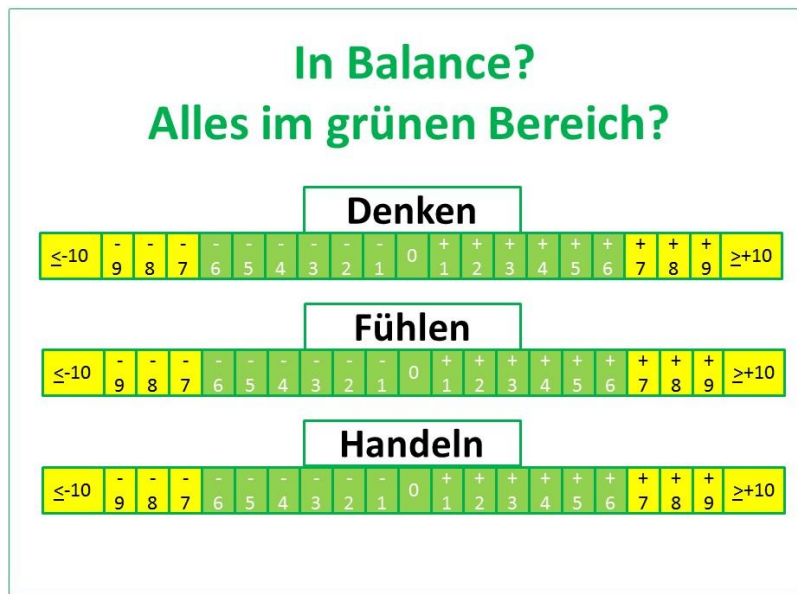 In Balance?
Alles im grünen Bereich?
Denken
≤-10 -9 -8 -7 -6 -5 -4 -3 -2 -1 0 +1 +2 +3 +4 +5 +6 +7 +8 +9 ≥+10
Fühlen
≤-10 -9 -8 -7 -6 -5 -4 -3 -2 -1 0 +1 +2 +3 +4 +5 +6 +7 +8 +9 ≥+10
Handeln
≤-10 -9 -8 -7 -6 -5 -4 -3 -2 -1 0 +1 +2 +3 +4 +5 +6 +7 +8 +9 ≥+10